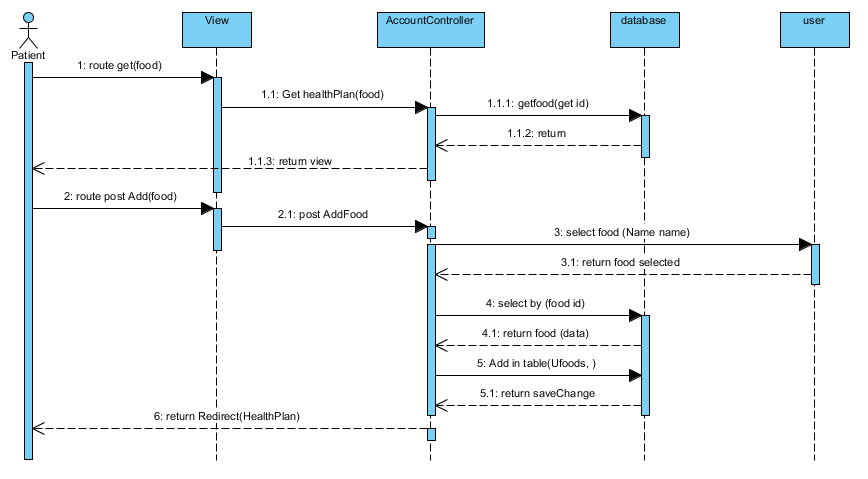 View
AccountController
database
user
Patient
1: route get(food)
1.1: Get healthPlan(food)
1.1.1: getfood(get id)
1.1.2: return
1.1.3: return view
2: route post Add(food)
2.1: post AddFood
3: select food (Name name)
3.1: return food selected
4: select by (food id)
4.1: return food (data)
5: Add in table(Ufoods, )
5.1: return saveChange
6: return Redirect(HealthPlan)